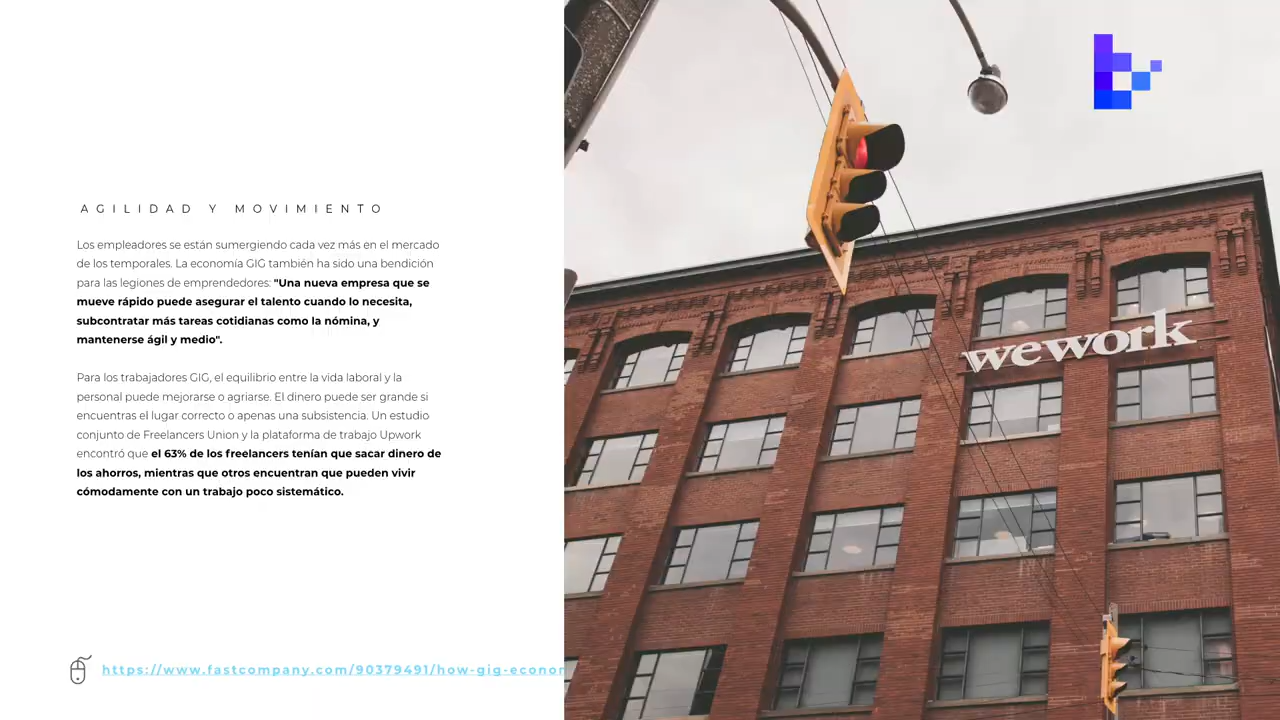 AGILIDAD Y MOVIMIENTO
Los empleadores se están sumergiendo cada vez más en el mercado
de los temporales. La economía GIG también ha sido una bendición
para las legiones de emprendedores: "Una nueva empresa que se
mueve rápido puede asegurar el talento cuando lo necesita,
subcontratar más tareas cotidianas como la nómina, y
mantenerse ágil y medio".
Para los trabajadores GIG, el equilibrio entre la vida laboral y la
personal puede mejorarse o agriarse. El dinero puede ser grande si
encuentras el lugar correcto o apenas una subsistencia. Un estudio
conjunto de Freelancers Union y la plataforma de trabajo Upwork
encontró que el 63% de los freelancers tenían que sacar dinero de
los ahorros, mientras que otros encuentran que pueden vivir
cómodamente con un trabajo poco sistemático.
https://www.fastcompany.com/90379491/how-gig-econor
wework